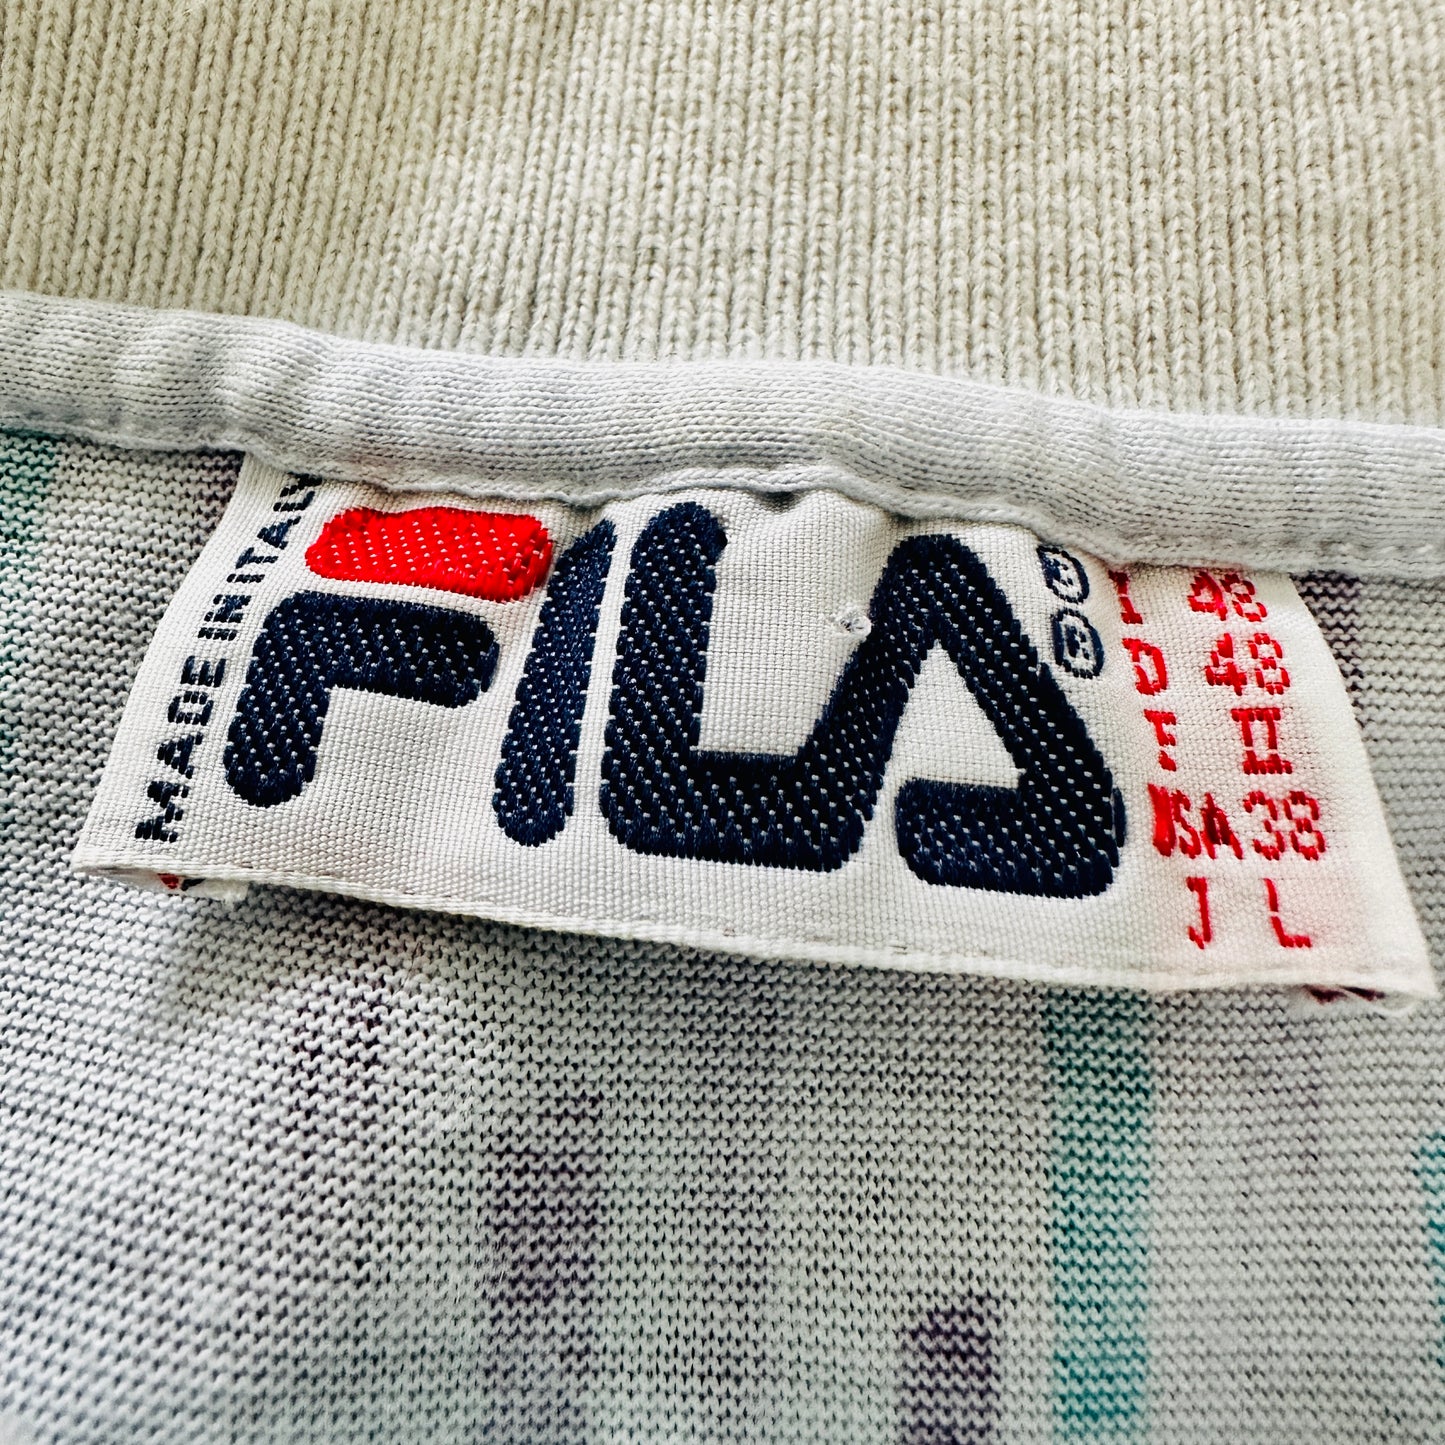 MADE IN ITALY
FILA
® ®
I 48
D 48
F II
USA 38
J L